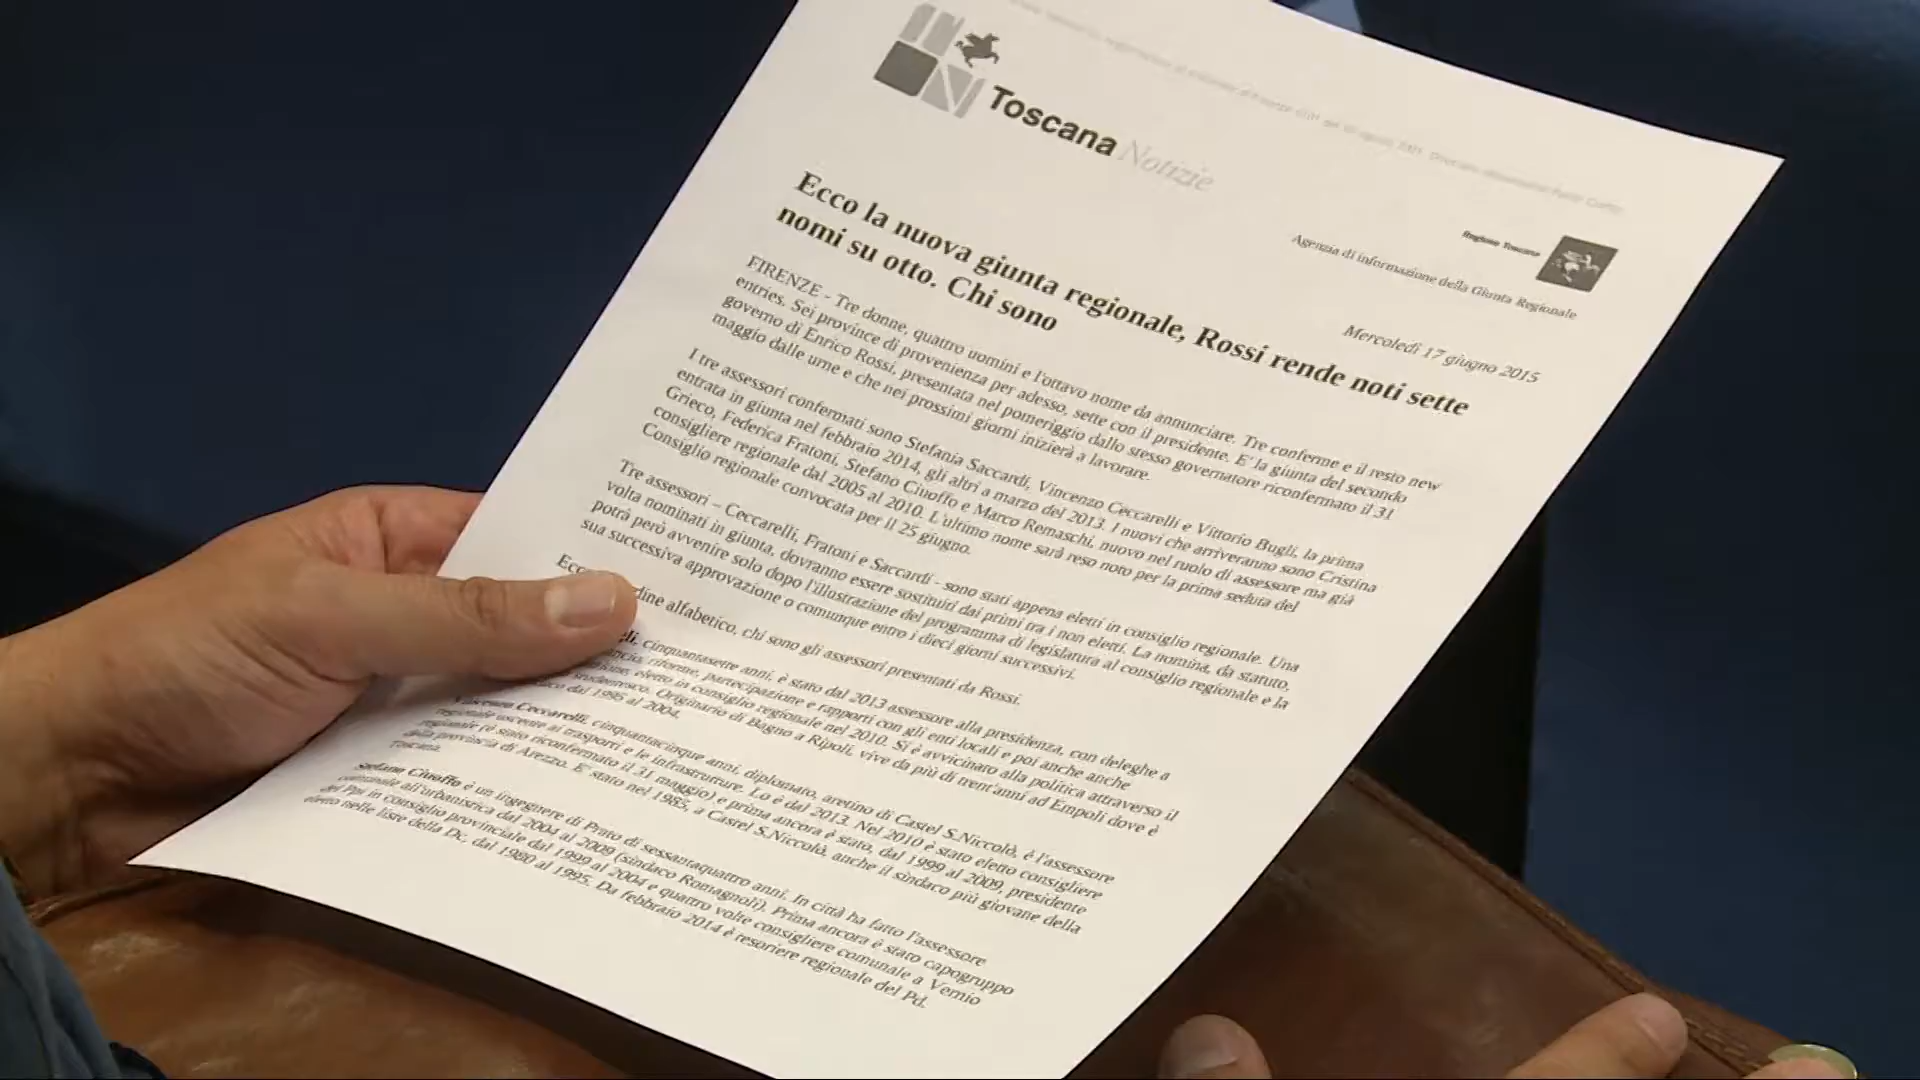 Toscana Notizie
Regione Toscana
Agenzia di informazione della Giunta Regionale
Mercoledì 17 giugno 2015
Ecco la nuova giunta regionale, Rossi rende noti sette
nomi su otto. Chi sono
FIRENZE - Tre donne, quattro uomini e l'ottavo nome da annunciare. Tre conferme e il resto new
entries. Sei province di provenienza per adesso, sette con il presidente. E' la giunta del secondo
governo di Enrico Rossi, presentata nel pomeriggio dallo stesso governatore riconfermato il 31
maggio dalle urne e che nei prossimi giorni inizierà a lavorare.
I tre assessori confermati sono Stefania Saccardi, Vincenzo Ceccarelli e Vittorio Bugli, la prima
entrata in giunta nel febbraio 2014, gli altri a marzo del 2013. I nuovi che arriveranno sono Cristina
Grieco, Federica Fratoni, Stefano Ciuoffo e Marco Remaschi, nuovo nel ruolo di assessore ma già
consigliere regionale dal 2005 al 2010. L'ultimo nome sarà reso noto per la prima seduta del
Consiglio regionale convocata per il 25 giugno.
Tre assessori – Ceccarelli, Fratoni e Saccardi - sono stati appena eletti in consiglio regionale. Una
volta nominati in giunta, dovranno essere sostituiti dai primi tra i non eletti. La nomina, da statuto,
potrà però avvenire solo dopo l'illustrazione del programma di legislatura al consiglio regionale e la
sua successiva approvazione o comunque entro i dieci giorni successivi.
alfabetico, chi sono gli assessori presentati da Rossi.
cinquantasette anni, è stato dal 2013 assessore alla presidenza, con deleghe a
riforme, partecipazione e rapporti con gli enti locali e poi anche anche
eletto in consiglio regionale nel 2010. Si è avvicinato alla politica attraverso il
studentesco. Originario di Bagno a Ripoli, vive da più di trent'anni ad Empoli dove è
dal 1995 al 2004.
Vincenzo Ceccarelli, cinquantacinque anni, diplomato, aretino di Castel S.Niccolò, è l'assessore
regionale uscente ai trasporti e le infrastrutture. Lo è dal 2013. Nel 2010 è stato eletto consigliere
regionale (è stato riconfermato il 31 maggio) e prima ancora è stato, dal 1999 al 2009, presidente
della provincia di Arezzo. E' stato nel 1985, a Castel S.Niccolò, anche il sindaco più giovane della
Toscana.
Stefano Ciuoffo è un ingegnere di Prato di sessantaquattro anni. In città ha fatto l'assessore
comunale all'urbanistica dal 2004 al 2009 (sindaco Romagnoli). Prima ancora è stato capogruppo
del Ppi in consiglio provinciale dal 1999 al 2004 e quattro volte consigliere comunale a Vernio
eletto nelle liste della Dc, dal 1980 al 1995. Da febbraio 2014 è tesoriere regionale del Pd.